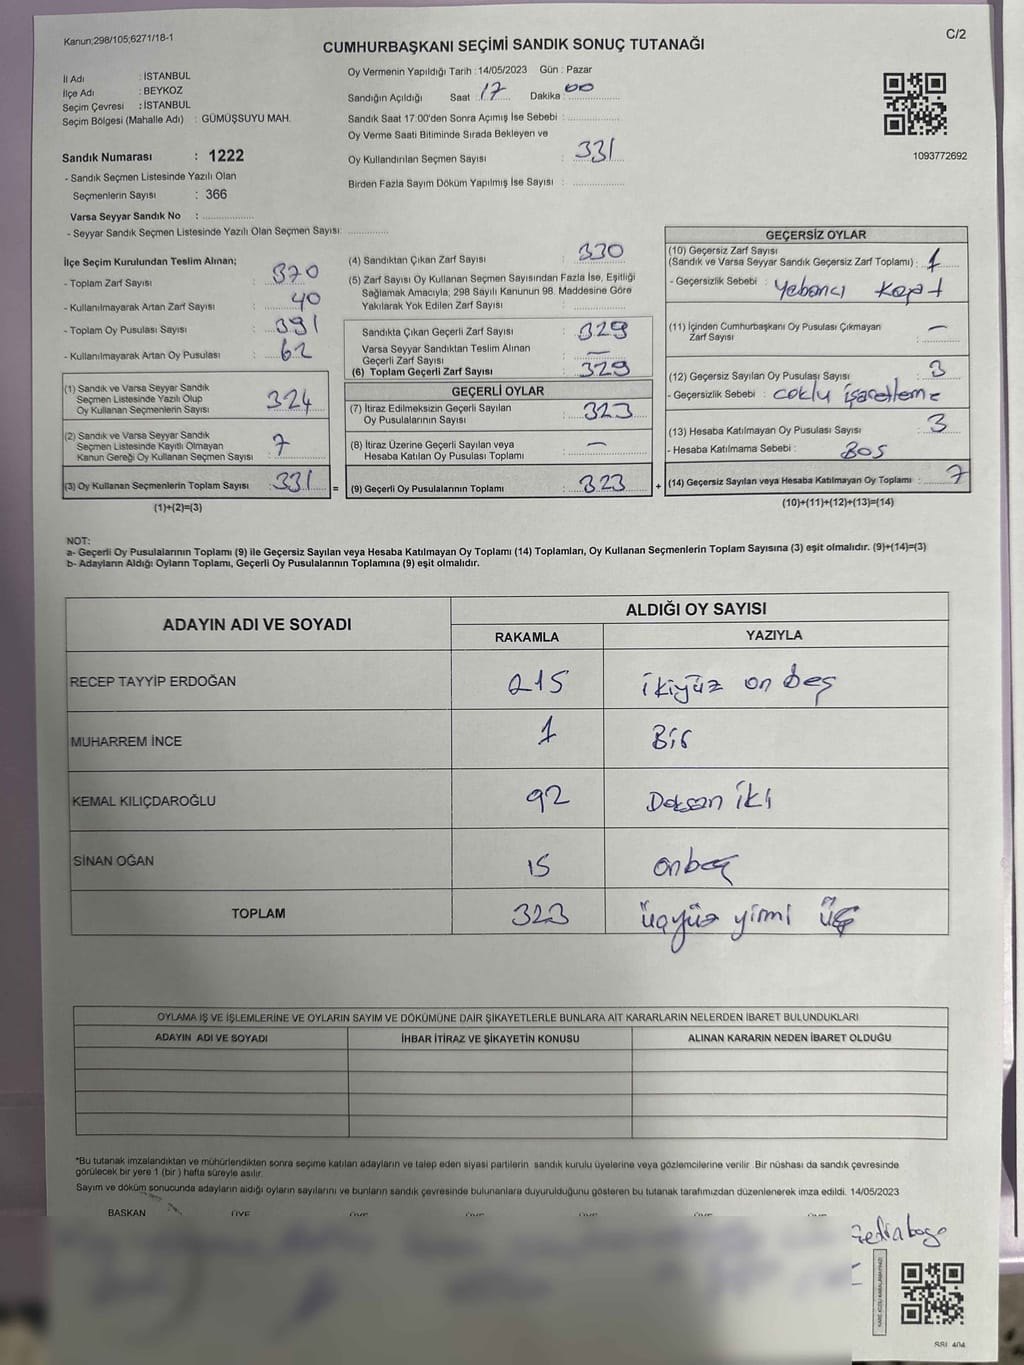 Kanun;298/105;6271/18-1
C/2
CUMHURBAŞKANI SEÇİMİ SANDIK SONUÇ TUTANAĞI
İl Adı : İSTANBUL
İlçe Adı : BEYKOZ
Seçim Çevresi : İSTANBUL
Seçim Bölgesi (Mahalle Adı) : GÜMÜŞSUYU MAH.
Sandık Numarası : 1222
- Sandık Seçmen Listesinde Yazılı Olan
Seçmenlerin Sayısı : 366
Varsa Seyyar Sandık No : ..................
- Seyyar Sandık Seçmen Listesinde Yazılı Olan Seçmen Sayısı: ..............
Oy Vermenin Yapıldığı Tarih : 14/05/2023 Gün : Pazar
Sandığın Açıldığı Saat : 17 Dakika : 00
Sandık Saat 17:00'den Sonra Açımış İse Sebebi : ..................
Oy Verme Saati Bitiminde Sırada Bekleyen ve
Oy Kullandırılan Seçmen Sayısı : 331
Birden Fazla Sayım Döküm Yapılmış İse Sayısı : ..................
1093772692
İlçe Seçim Kurulundan Teslim Alınan;
- Toplam Zarf Sayısı : 370
- Kullanılmayarak Artan Zarf Sayısı : 40
- Toplam Oy Pusulası Sayısı : 391
- Kullanılmayarak Artan Oy Pusulası : 62
(1) Sandık ve Varsa Seyyar Sandık
Seçmen Listesinde Yazılı Olup
Oy Kullanan Seçmenlerin Sayısı : 324
(2) Sandık ve Varsa Seyyar Sandık
Seçmen Listesinde Kayıtlı Olmayan
Kanun Gereği Oy Kullanan Seçmen Sayısı : 7
(3) Oy Kullanan Seçmenlerin Toplam Sayısı : 331 =
(1)+(2)=(3)
(4) Sandıktan Çıkan Zarf Sayısı : 330
(5) Zarf Sayısı Oy Kullanan Seçmen Sayısından Fazla İse, Eşitliği
Sağlamak Amacıyla; 298 Sayılı Kanunun 98. Maddesine Göre
Yakılarak Yok Edilen Zarf Sayısı : ..................
Sandıkta Çıkan Geçerli Zarf Sayısı : 329
Varsa Seyyar Sandıktan Teslim Alınan
Geçerli Zarf Sayısı : —
(6) Toplam Geçerli Zarf Sayısı : 329
GEÇERLİ OYLAR
(7) İtiraz Edilmeksizin Geçerli Sayılan
Oy Pusulalarının Sayısı : 323
(8) İtiraz Üzerine Geçerli Sayılan veya
Hesaba Katılan Oy Pusulası Toplamı : —
(9) Geçerli Oy Pusulalarının Toplamı : 323 +
GEÇERSİZ OYLAR
(10) Geçersiz Zarf Sayısı
(Sandık ve Varsa Seyyar Sandık Geçersiz Zarf Toplamı) : 1
- Geçersizlik Sebebi : Yabancı Kağıt
(11) İçinden Cumhurbaşkanı Oy Pusulası Çıkmayan
Zarf Sayısı : —
(12) Geçersiz Sayılan Oy Pusulası Sayısı : 3
- Geçersizlik Sebebi : çoklu işaretleme
(13) Hesaba Katılmayan Oy Pusulası Sayısı : 3
- Hesaba Katılmama Sebebi : BOŞ
(14) Geçersiz Sayılan veya Hesaba Katılmayan Oy Toplamı : 7
(10)+(11)+(12)+(13)=(14)
NOT:
a- Geçerli Oy Pusulalarının Toplamı (9) ile Geçersiz Sayılan veya Hesaba Katılmayan Oy Toplamı (14) Toplamları, Oy Kullanan Seçmenlerin Toplam Sayısına (3) eşit olmalıdır. (9)+(14)=(3)
b- Adayların Aldığı Oyların Toplamı, Geçerli Oy Pusulalarının Toplamına (9) eşit olmalıdır.
ADAYIN ADI VE SOYADI
ALDIĞI OY SAYISI
RAKAMLA YAZIYLA
RECEP TAYYİP ERDOĞAN 215 ikiyüz on beş
MUHARREM İNCE 1 Bir
KEMAL KILIÇDAROĞLU 92 Doksan iki
SİNAN OĞAN 15 onbeş
TOPLAM 323 üçyüz yirmi üç
OYLAMA İŞ VE İŞLEMLERİNE VE OYLARIN SAYIM VE DÖKÜMÜNE DAİR ŞİKAYETLERLE BUNLARA AİT KARARLARIN NELERDEN İBARET BULUNDUKLARI
ADAYIN ADI VE SOYADI İHBAR İTİRAZ VE ŞİKAYETİN KONUSU ALINAN KARARIN NEDEN İBARET OLDUĞU
*Bu tutanak imzalandıktan ve mühürlendikten sonra seçime katılan adayların ve talep eden siyasi partilerin sandık kurulu üyelerine veya gözlemcilerine verilir. Bir nüshası da sandık çevresinde
görülecek bir yere 1 (bir) hafta süreyle asılır.
Sayım ve döküm sonucunda adayların aldığı oyların sayılarını ve bunların sandık çevresinde bulunanlara duyurulduğunu gösteren bu tutanak tarafımızdan düzenlenerek imza edildi. 14/05/2023
BAŞKAN ÜYE ÜYE ÜYE ÜYE ÜYE ÜYE